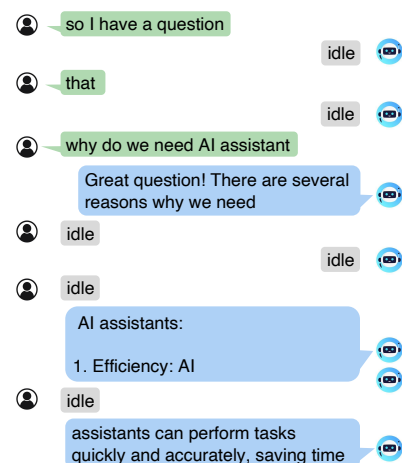 so I have a question
idle
that
idle
why do we need AI assistant
Great question! There are several
reasons why we need
idle
idle
idle
AI assistants:
1. Efficiency: AI
idle
assistants can perform tasks
quickly and accurately, saving time